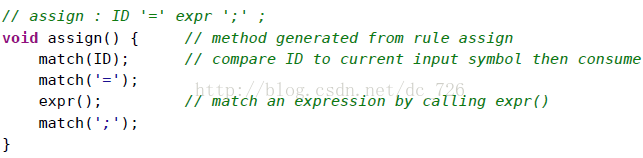 // assign : ID '=' expr ';' ;
void assign() {     // method generated from rule assign
    match(ID);      // compare ID to current input symbol then consume
    match('=');
http://blog.csdn.net/dc_726
    expr();         // match an expression by calling expr()
    match(';');
}